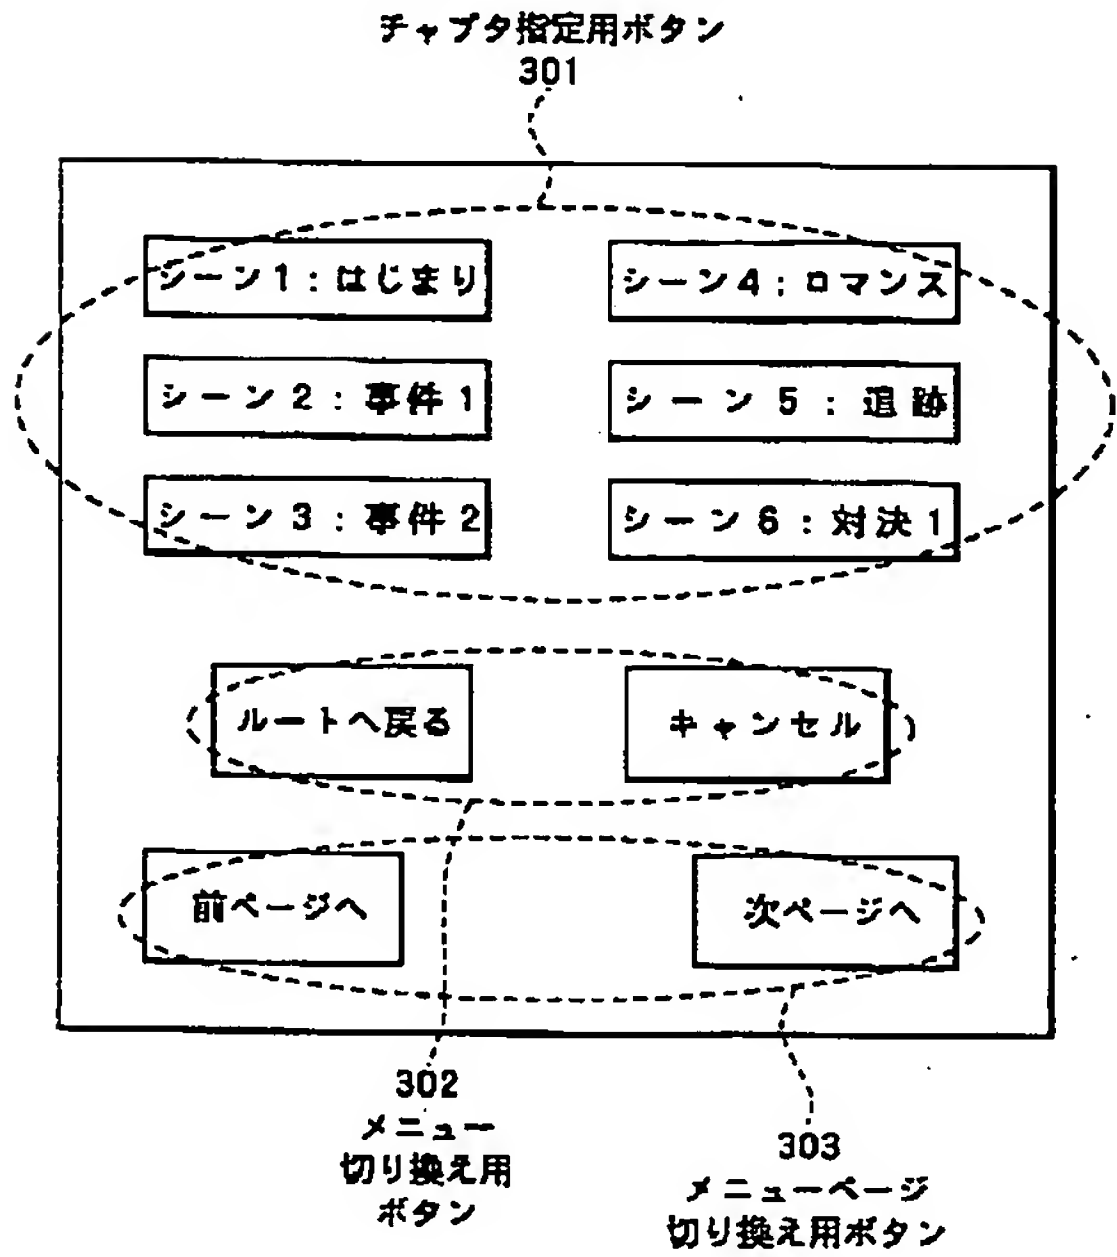 チャプタ指定用ボタン
301
シーン1:はじまり
シーン4:ロマンス
シーン2:事件1
シーン5:追跡
シーン3:事件2
シーン6:対決1
ルートへ戻る
キャンセル
前ページへ
次ページへ
302
メニュー
切り換え用
ボタン
303
メニューページ
切り換え用ボタン